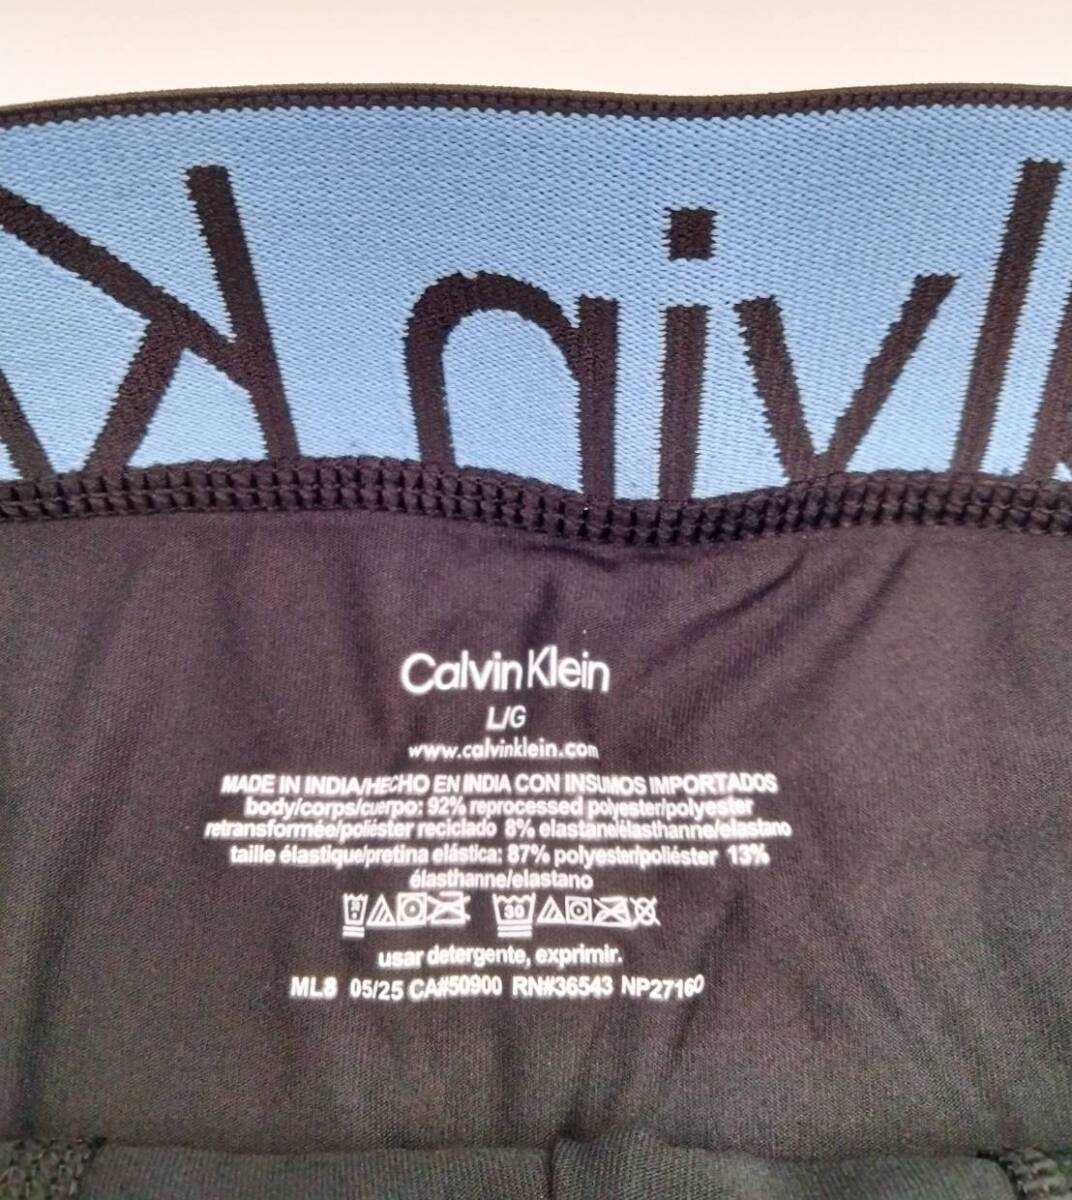 Calvin Klein
L/G
www.calvinklein.com
MADE IN INDIA/HECHO EN INDIA CON INSUMOS IMPORTADOS
body/corps/cuerpo: 92% reprocessed polyester/polyester
retransformée/poliéster reciclado 8% elastane/élasthanne/elastano
taille élastique/pretina elástica: 87% polyester/poliéster 13%
élasthanne/elastano
30
usar detergente, exprimir.
ML8 05/25 CA#50900 RN#36543 NP27160